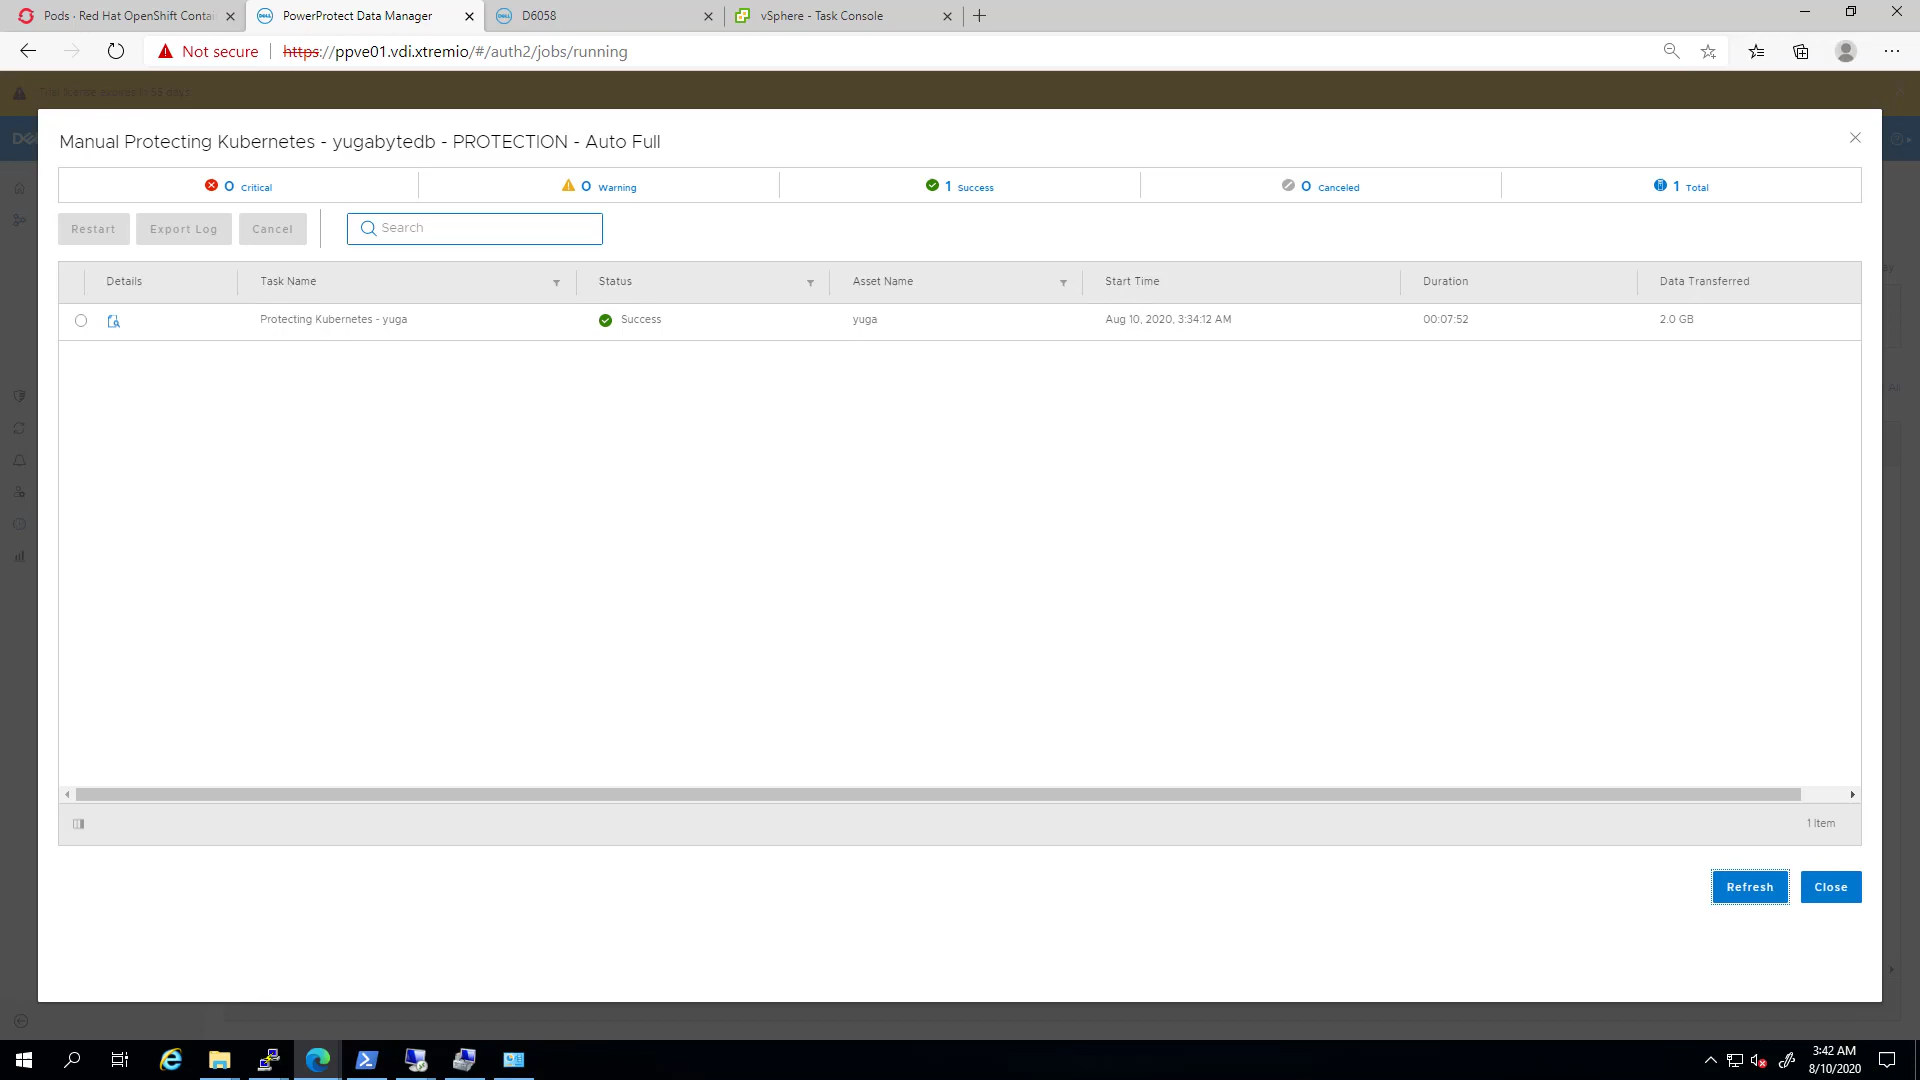 Pods · Red Hat OpenShift Contai
PowerProtect Data Manager
D6058
vSphere - Task Console
Not secure
https://ppve01.vdi.xtremio/#/auth2/jobs/running
Trial license expires in 55 days.
Manual Protecting Kubernetes - yugabytedb - PROTECTION - Auto Full
0 Critical
0 Warning
1 Success
0 Canceled
1 Total
Restart
Export Log
Cancel
Search
Details
Task Name
Status
Asset Name
Start Time
Duration
Data Transferred
Protecting Kubernetes - yuga
Success
yuga
Aug 10, 2020, 3:34:12 AM
00:07:52
2.0 GB
1 Item
Refresh
Close
3:42 AM
8/10/2020